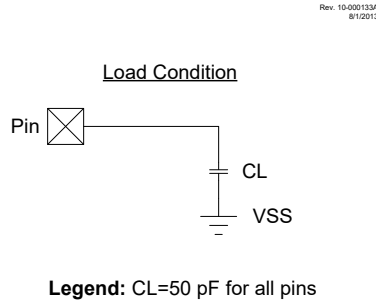 Rev. 10-000133A
8/1/2013
Load Condition
Pin
CL
VSS
Legend: CL=50 pF for all pins